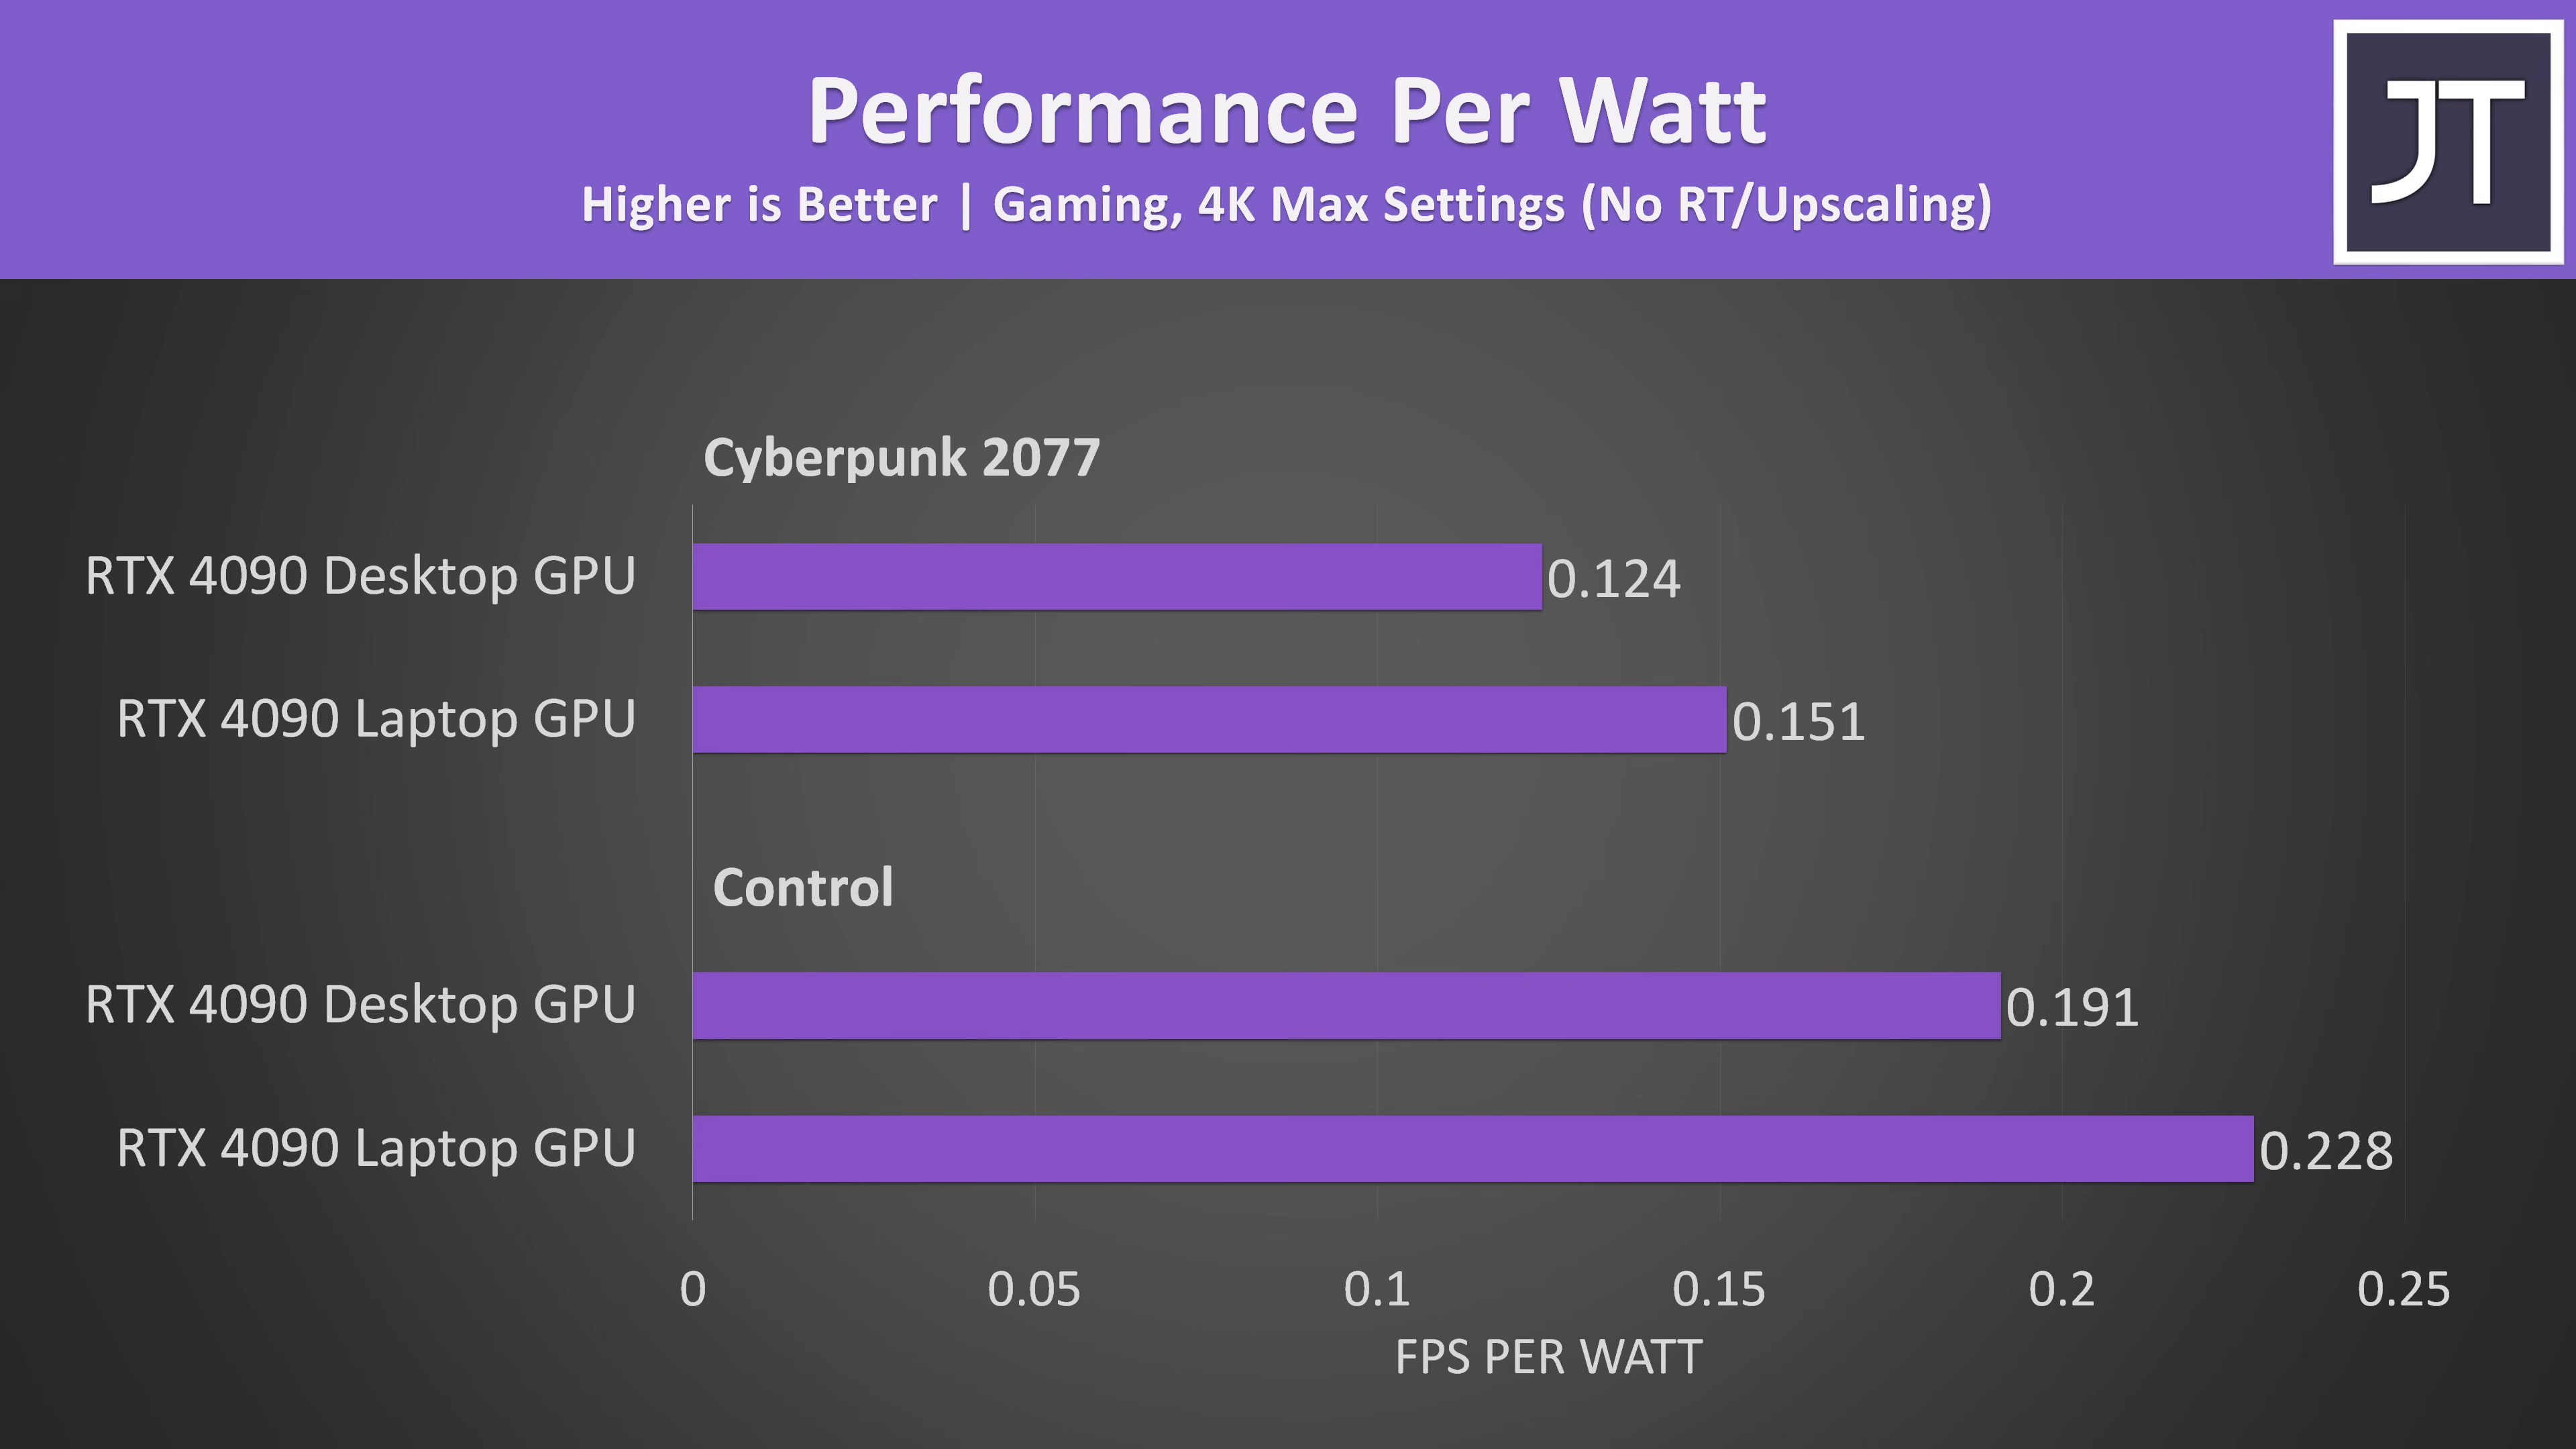 Performance Per Watt
Higher is Better | Gaming, 4K Max Settings (No RT/Upscaling)
JT
Cyberpunk 2077
RTX 4090 Desktop GPU 0.124
RTX 4090 Laptop GPU 0.151
Control
RTX 4090 Desktop GPU 0.191
RTX 4090 Laptop GPU 0.228
0 0.05 0.1 0.15 0.2 0.25
FPS PER WATT